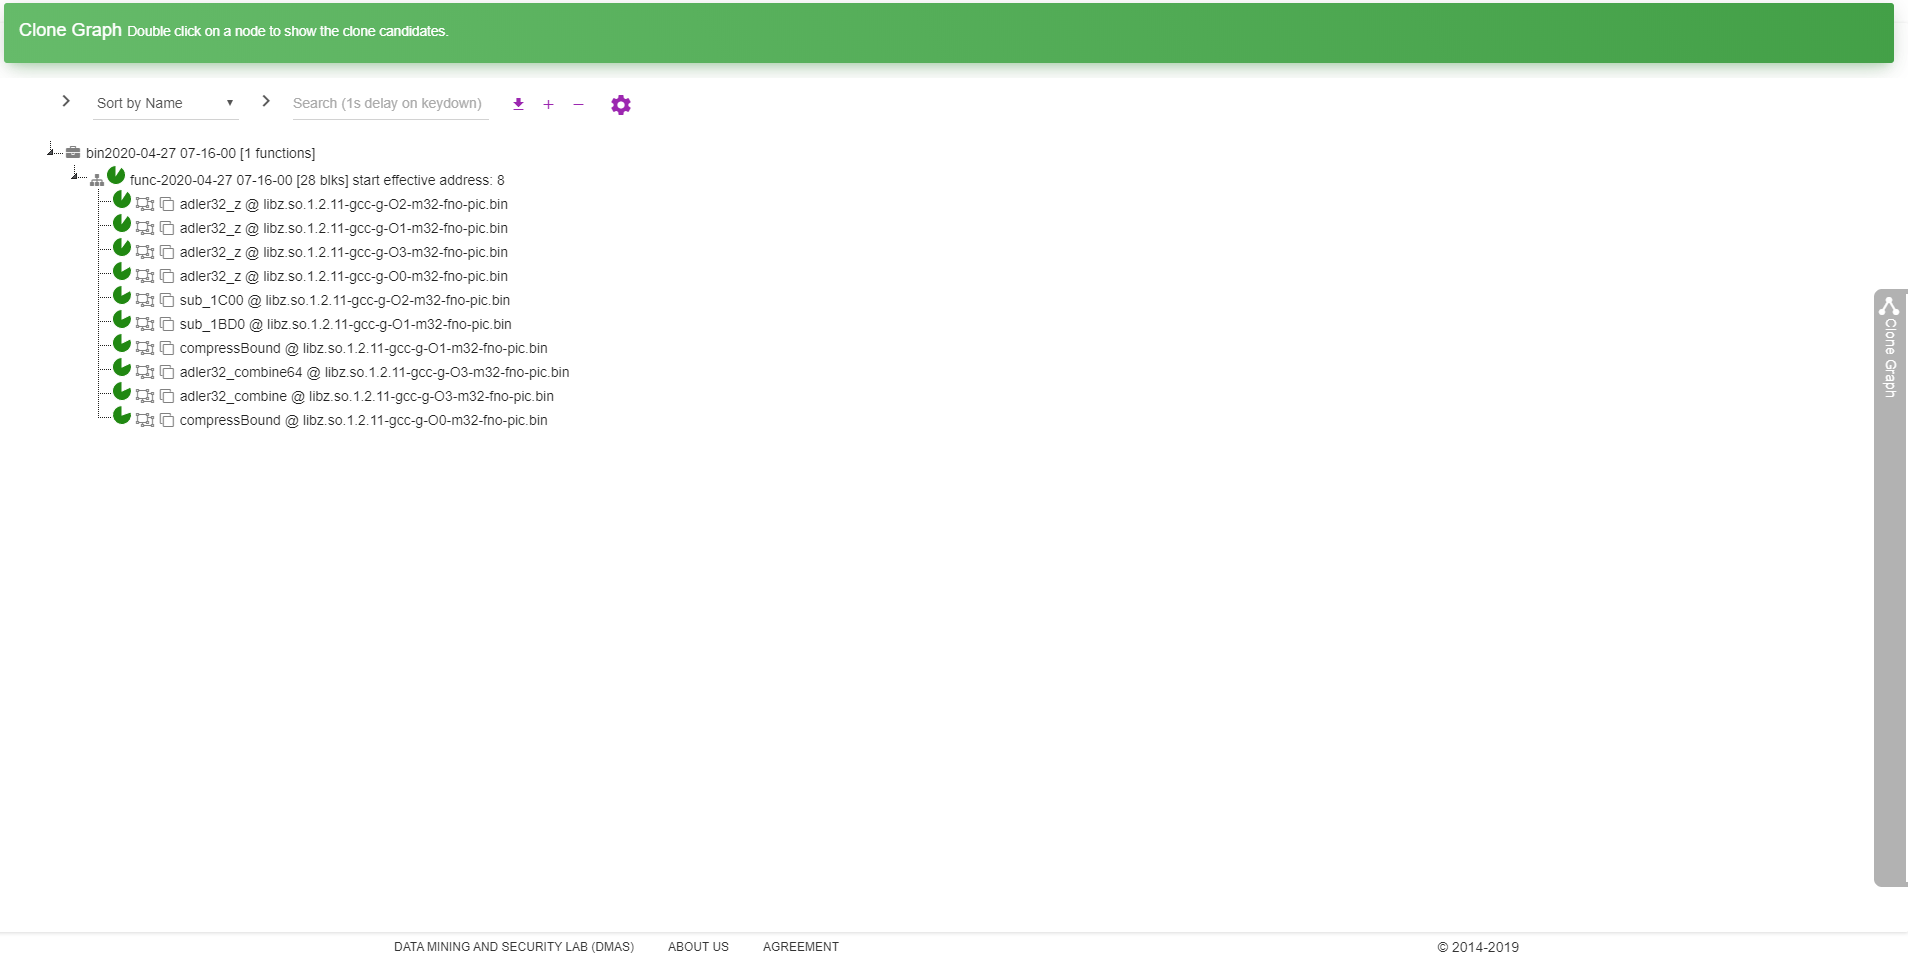 Clone Graph Double click on a node to show the clone candidates.
Sort by Name
Search (1s delay on keydown)
bin2020-04-27 07-16-00 [1 functions]
func-2020-04-27 07-16-00 [28 blks] start effective address: 8
adler32_z @ libz.so.1.2.11-gcc-g-O2-m32-fno-pic.bin
adler32_z @ libz.so.1.2.11-gcc-g-O1-m32-fno-pic.bin
adler32_z @ libz.so.1.2.11-gcc-g-O3-m32-fno-pic.bin
adler32_z @ libz.so.1.2.11-gcc-g-O0-m32-fno-pic.bin
sub_1C00 @ libz.so.1.2.11-gcc-g-O2-m32-fno-pic.bin
sub_1BD0 @ libz.so.1.2.11-gcc-g-O1-m32-fno-pic.bin
compressBound @ libz.so.1.2.11-gcc-g-O1-m32-fno-pic.bin
adler32_combine64 @ libz.so.1.2.11-gcc-g-O3-m32-fno-pic.bin
adler32_combine @ libz.so.1.2.11-gcc-g-O3-m32-fno-pic.bin
compressBound @ libz.so.1.2.11-gcc-g-O0-m32-fno-pic.bin
Clone Graph
DATA MINING AND SECURITY LAB (DMAS)
ABOUT US
AGREEMENT
© 2014-2019